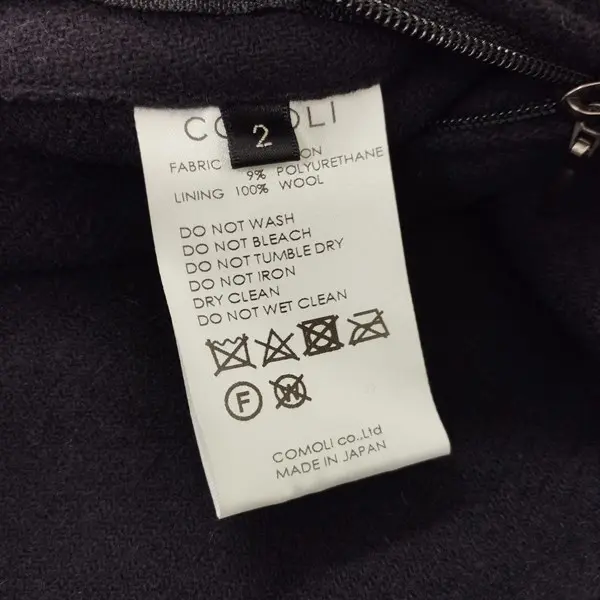 2
FABRIC
9% POLYURETHANE
LINING 100% WOOL
DO NOT WASH
DO NOT BLEACH
DO NOT TUMBLE DRY
DO NOT IRON
DRY CLEAN
DO NOT WET CLEAN
F
W
COMOLI co.,Ltd
MADE IN JAPAN